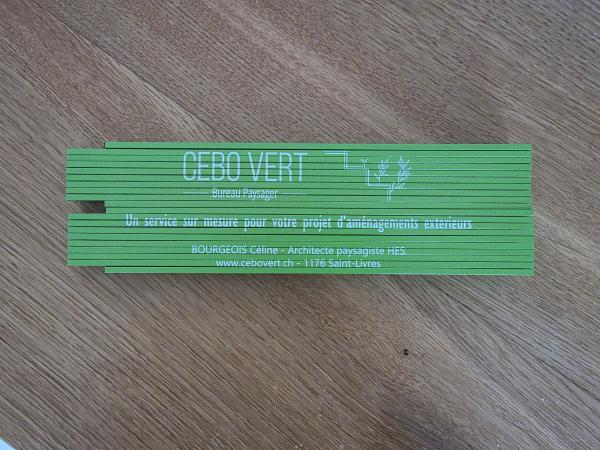 CEBO VERT
Bureau Paysager
Un service sur mesure pour votre projet d'aménagements exterieurs
BOURGEOIS Céline - Architecte paysagiste HES
www.cebovert.ch - 1176 Saint-Livres